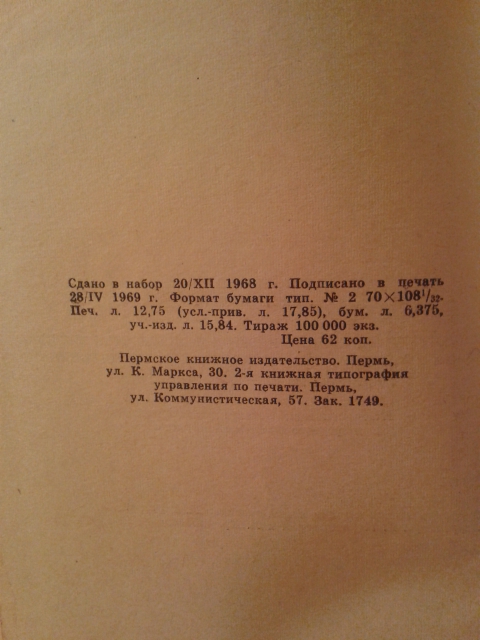 Сдано в набор 20/XII 1968 г. Подписано в печать
28/IV 1969 г. Формат бумаги тип. № 2 70×108¹/₃₂.
Печ. л. 12,75 (усл.-прив. л. 17,85), бум. л. 6,375,
уч.-изд. л. 15,84. Тираж 100 000 экз.
Цена 62 коп.
Пермское книжное издательство. Пермь,
ул. К. Маркса, 30. 2-я книжная типография
управления по печати. Пермь,
ул. Коммунистическая, 57. Зак. 1749.